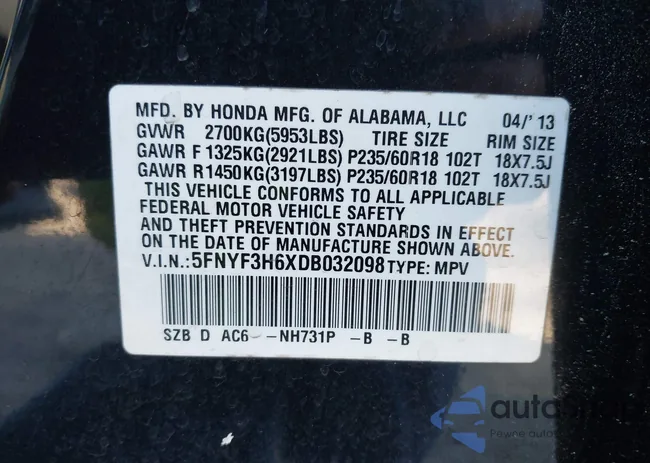 MFD. BY HONDA MFG. OF ALABAMA, LLC 04/'13
GVWR 2700KG(5953LBS) TIRE SIZE RIM SIZE
GAWR F1325KG(2921LBS) P235/60R18 102T 18X7.5J
GAWR R1450KG(3197LBS) P235/60R18 102T 18X7.5J
THIS VEHICLE CONFORMS TO ALL APPLICABLE
FEDERAL MOTOR VEHICLE SAFETY
AND THEFT PREVENTION STANDARDS IN EFFECT
ON THE DATE OF MANUFACTURE SHOWN ABOVE.
V.I.N.:5FNYF3H6XDB032098 TYPE: MPV
SZB D AC6 -NH731P -B -B